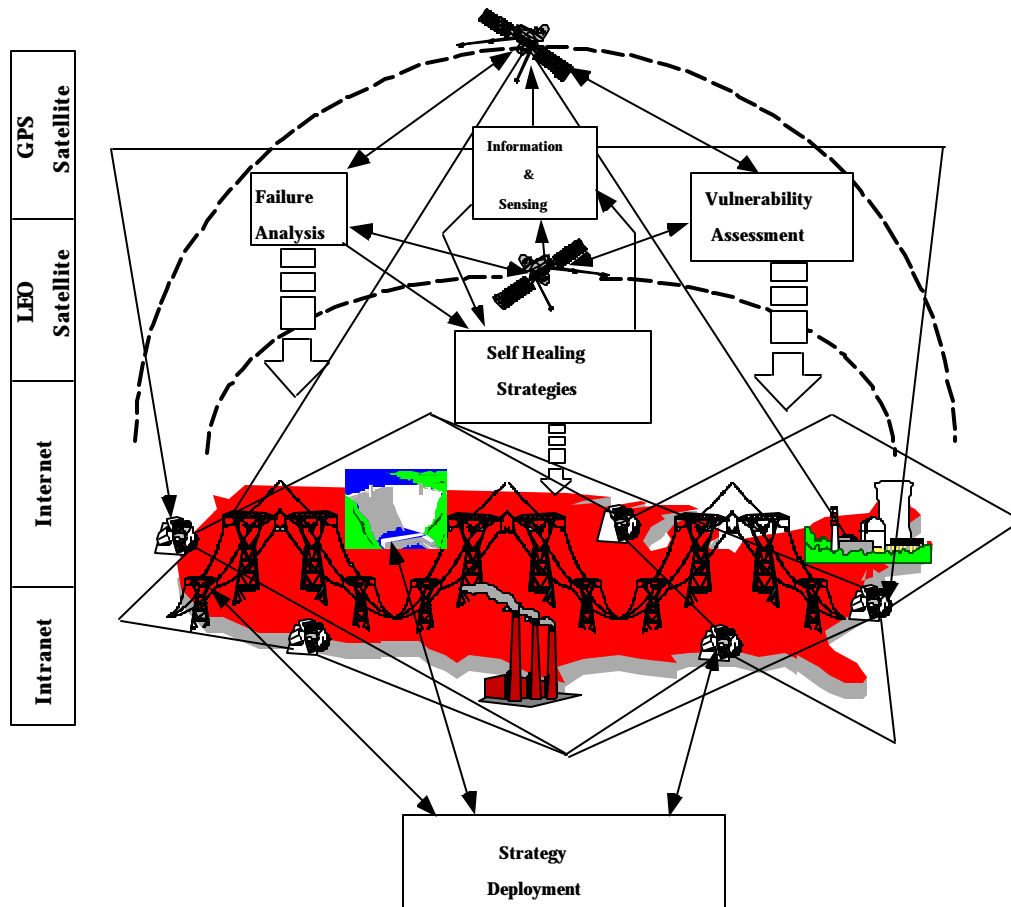 GPS
Satellite
LEO
Satellite
Internet
Intranet
Information
&
Sensing
Failure
Analysis
Vulnerability
Assessment
Self Healing
Strategies
Strategy
Deployment